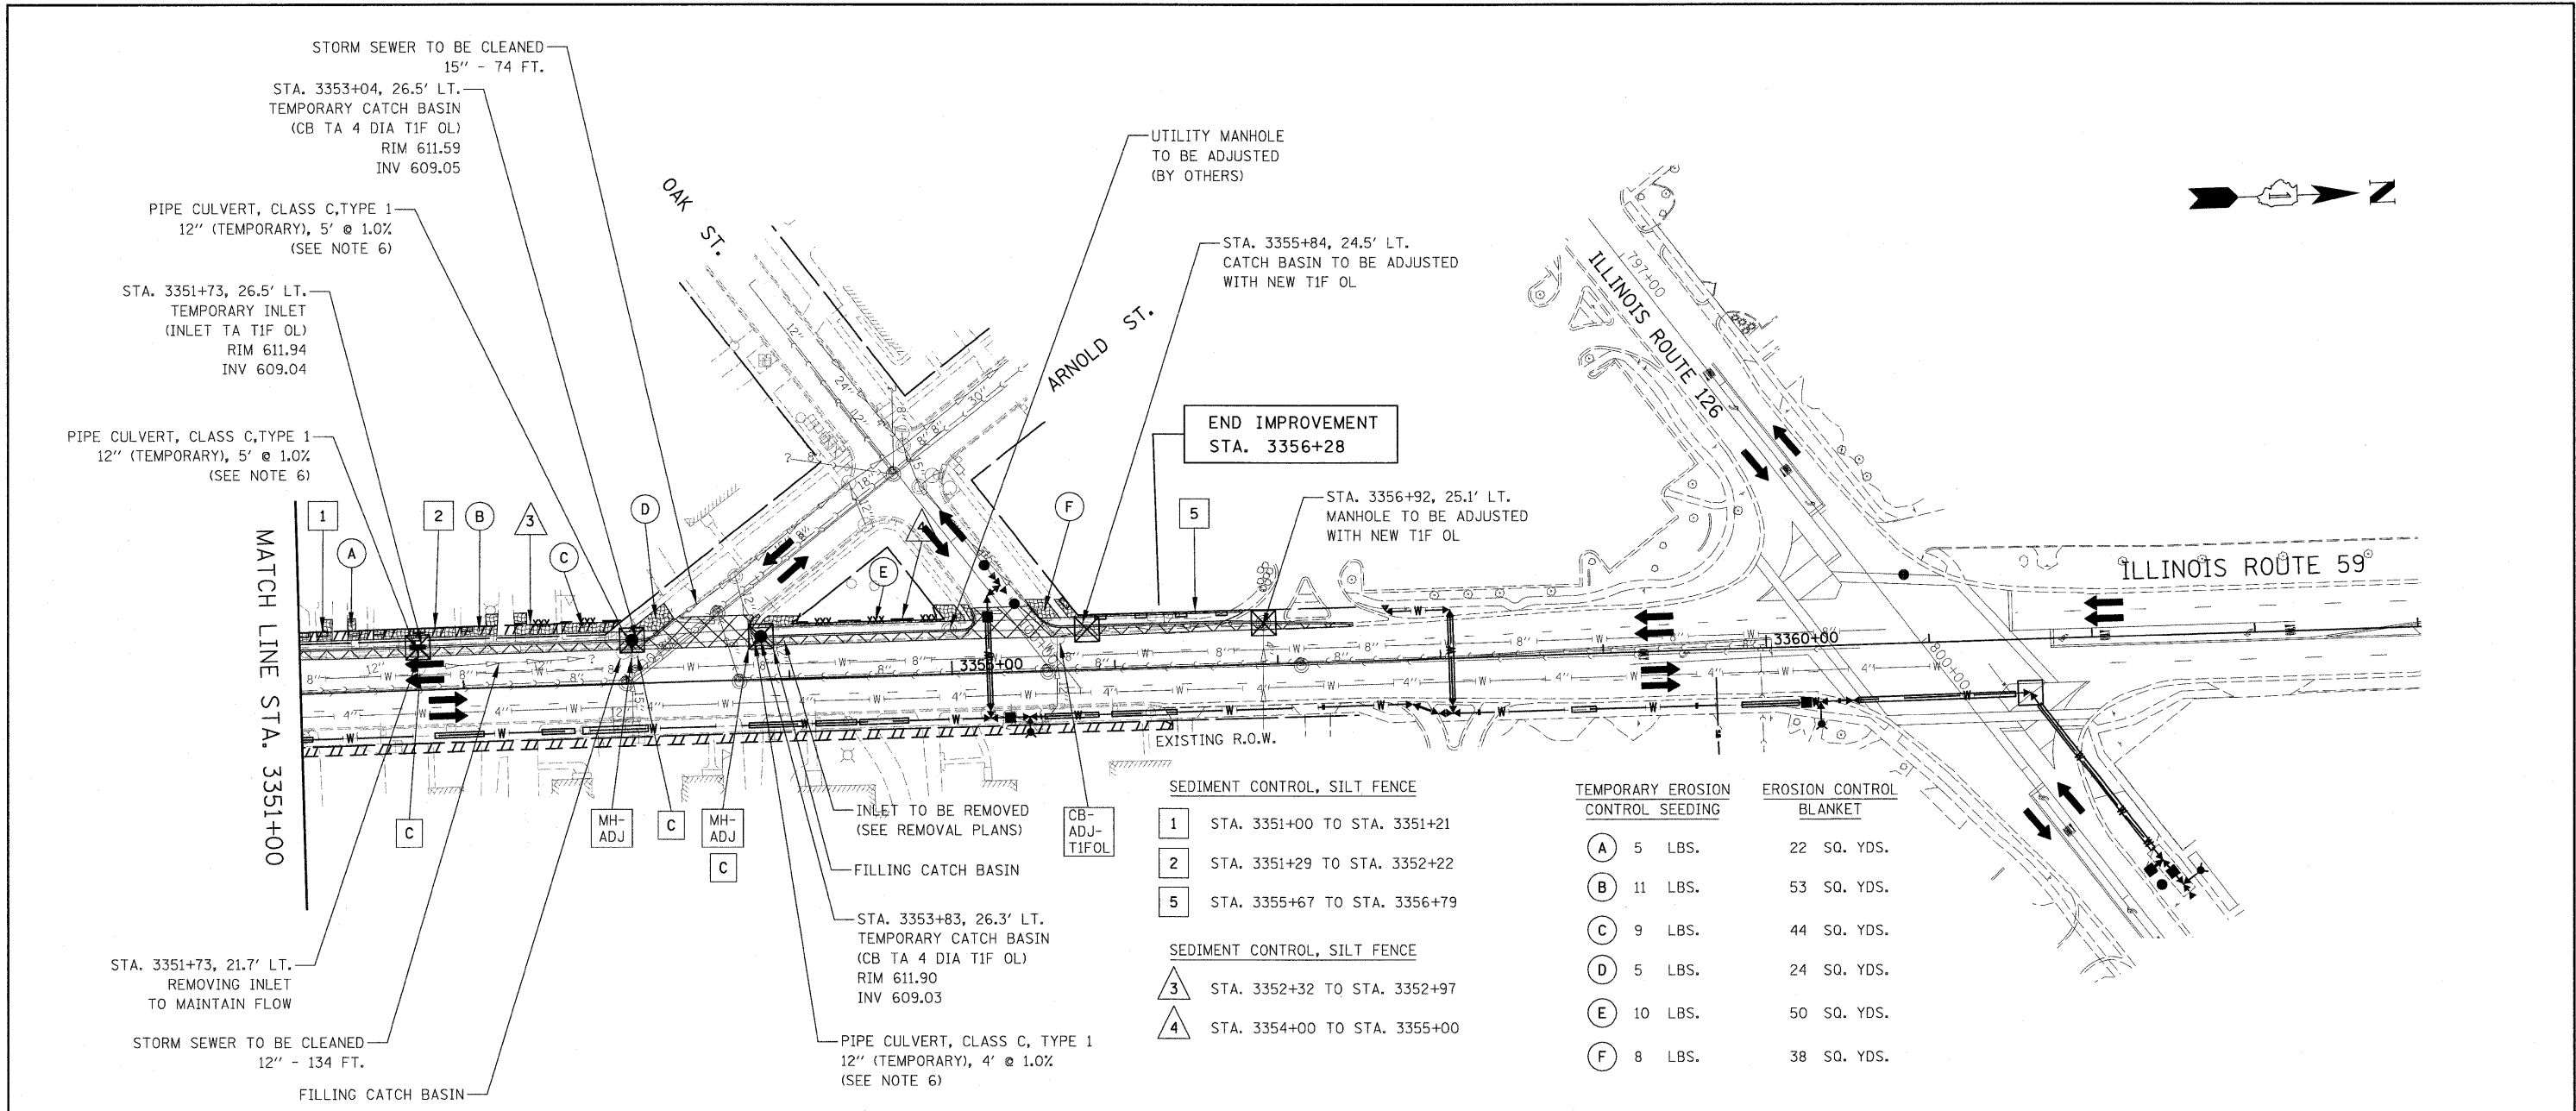 STORM SEWER TO BE CLEANED
15" - 74 FT.
STA. 3353+04, 26.5' LT.
TEMPORARY CATCH BASIN
(CB TA 4 DIA T1F OL)
RIM 611.59
INV 609.05
PIPE CULVERT, CLASS C,TYPE 1
12" (TEMPORARY), 5' @ 1.0%
(SEE NOTE 6)
STA. 3351+73, 26.5' LT.
TEMPORARY INLET
(INLET TA T1F OL)
RIM 611.94
INV 609.04
PIPE CULVERT, CLASS C,TYPE 1
12" (TEMPORARY), 5' @ 1.0%
(SEE NOTE 6)
OAK ST.
UTILITY MANHOLE
TO BE ADJUSTED
(BY OTHERS)
STA. 3355+84, 24.5' LT.
CATCH BASIN TO BE ADJUSTED
WITH NEW T1F OL
ARNOLD ST.
END IMPROVEMENT
STA. 3356+28
STA. 3356+92, 25.1' LT.
MANHOLE TO BE ADJUSTED
WITH NEW T1F OL
ILLINOIS ROUTE 126
797+00
N
ILLINOIS ROUTE 59
1
A
2
B
3
C
D
E
4
F
5
MATCH LINE STA. 3351+00
3355+00
3360+00
800+00
EXISTING R.O.W.
C
MH-
ADJ
C
MH-
ADJ
C
CB-
ADJ-
T1FOL
INLET TO BE REMOVED
(SEE REMOVAL PLANS)
FILLING CATCH BASIN
STA. 3353+83, 26.3' LT.
TEMPORARY CATCH BASIN
(CB TA 4 DIA T1F OL)
RIM 611.90
INV 609.03
PIPE CULVERT, CLASS C, TYPE 1
12" (TEMPORARY), 4' @ 1.0%
(SEE NOTE 6)
STA. 3351+73, 21.7' LT.
REMOVING INLET
TO MAINTAIN FLOW
STORM SEWER TO BE CLEANED
12" - 134 FT.
FILLING CATCH BASIN
SEDIMENT CONTROL, SILT FENCE
1 STA. 3351+00 TO STA. 3351+21
2 STA. 3351+29 TO STA. 3352+22
5 STA. 3355+67 TO STA. 3356+79
SEDIMENT CONTROL, SILT FENCE
3 STA. 3352+32 TO STA. 3352+97
4 STA. 3354+00 TO STA. 3355+00
TEMPORARY EROSION EROSION CONTROL
CONTROL SEEDING BLANKET
A 5 LBS. 22 SQ. YDS.
B 11 LBS. 53 SQ. YDS.
C 9 LBS. 44 SQ. YDS.
D 5 LBS. 24 SQ. YDS.
E 10 LBS. 50 SQ. YDS.
F 8 LBS. 38 SQ. YDS.